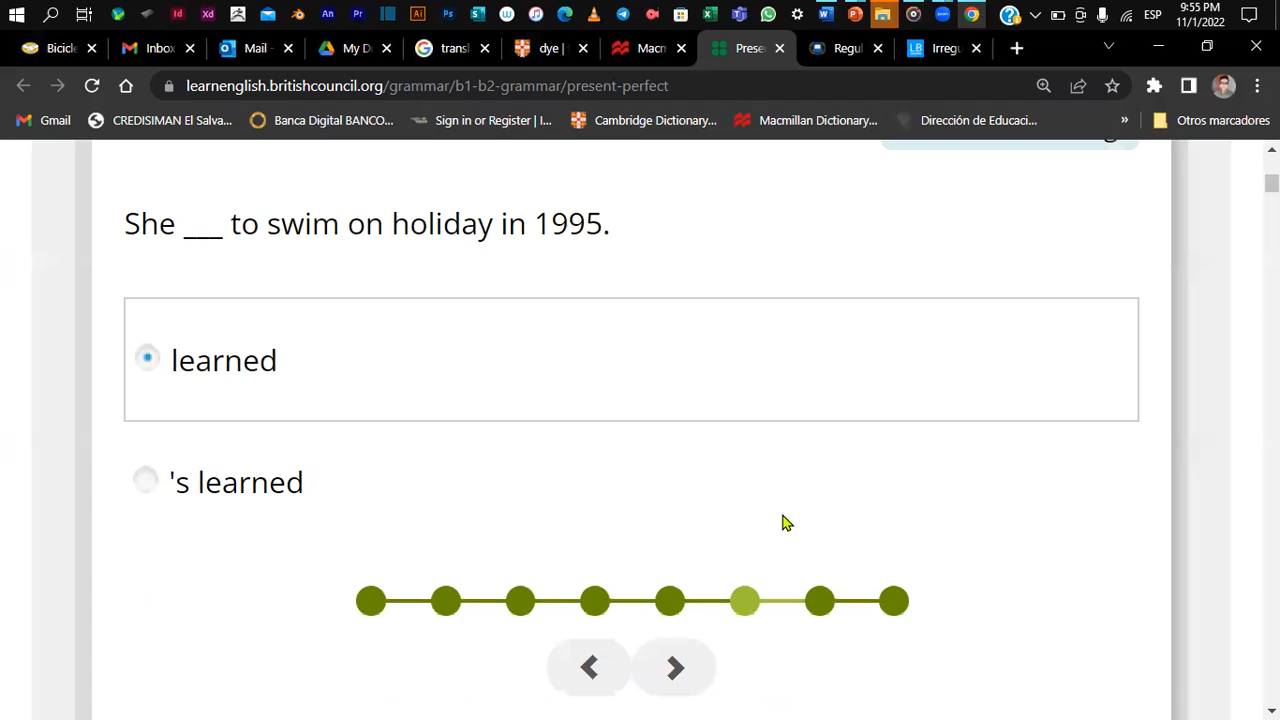 9:55 PM
ESP
11/1/2022
Bicicle
Inbox
Mail -
My D
transl
dye |
Macm
Prese
Regul
Irreg
learnenglish.britishcouncil.org/grammar/b1-b2-grammar/present-perfect
Gmail
CREDISIMAN El Salva...
Banca Digital BANCO...
Sign in or Register | I...
Cambridge Dictionary...
Macmillan Dictionary...
Dirección de Educaci...
»
Otros marcadores
She ___ to swim on holiday in 1995.
learned
's learned